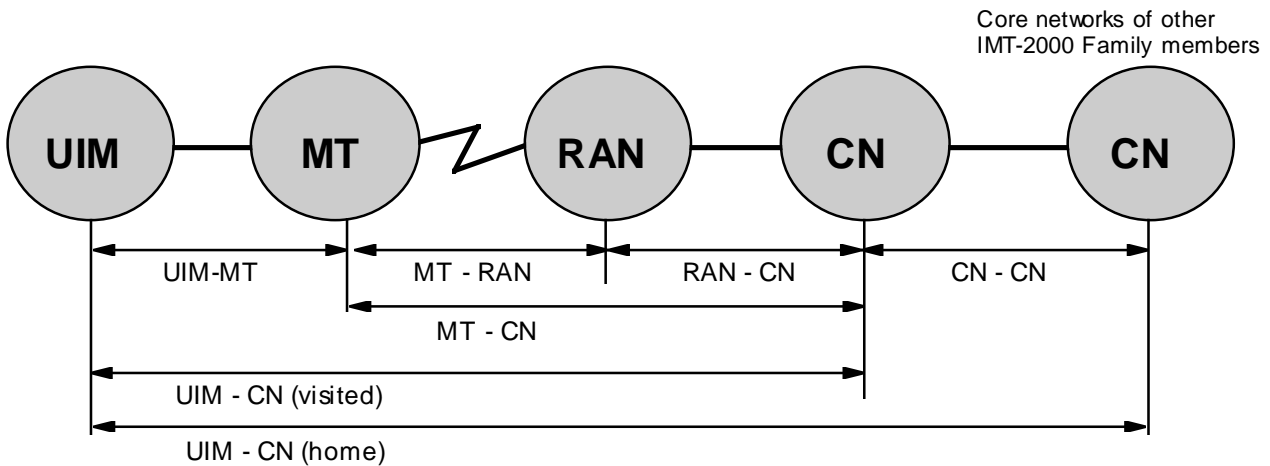 Core networks of other
IMT-2000 Family members
UIM
MT
RAN
CN
CN
UIM-MT
MT - RAN
RAN - CN
CN - CN
MT - CN
UIM - CN (visited)
UIM - CN (home)